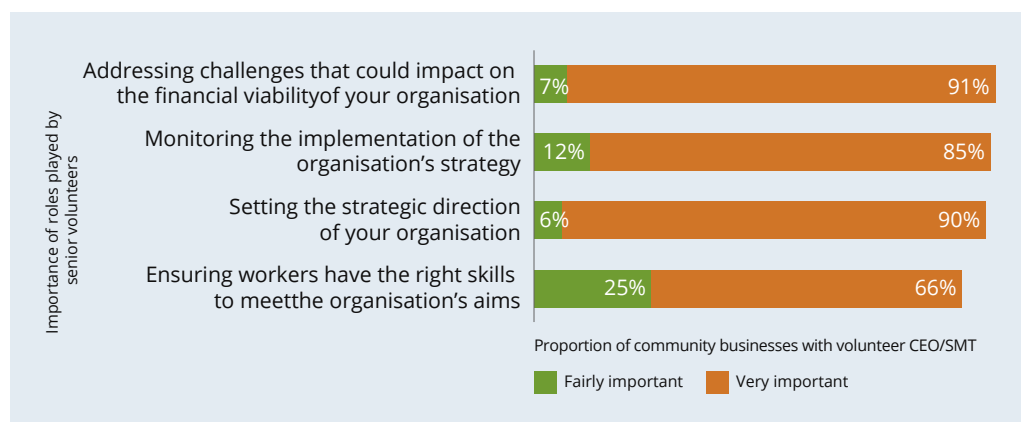 Importance of roles played by
senior volunteers
Addressing challenges that could impact on
the financial viabilityof your organisation
7% 91%
Monitoring the implementation of the
organisation’s strategy
12% 85%
Setting the strategic direction
of your organisation
6% 90%
Ensuring workers have the right skills
to meetthe organisation’s aims
25% 66%
Proportion of community businesses with volunteer CEO/SMT
Fairly important Very important